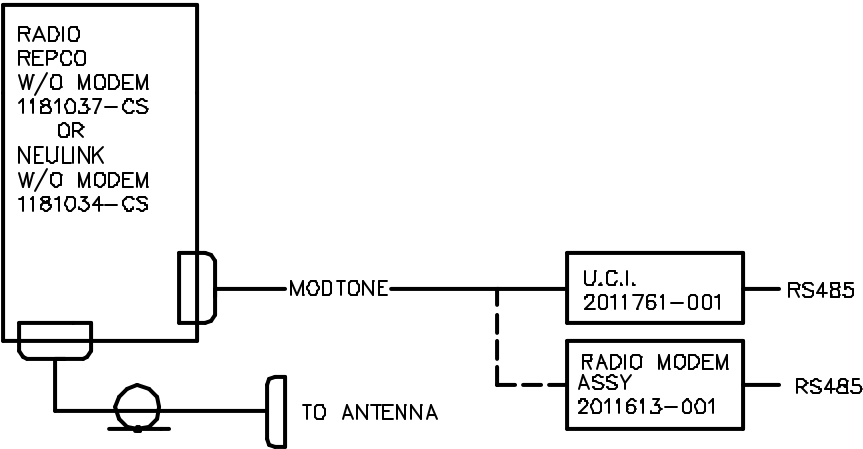 RADIO
REPCO
W/O MODEM
1181037-CS
OR
NEULINK
W/O MODEM
1181034-CS
MODTONE
U.C.I.
2011761-001
RS485
RADIO MODEM
ASSY
2011613-001
RS485
TO ANTENNA